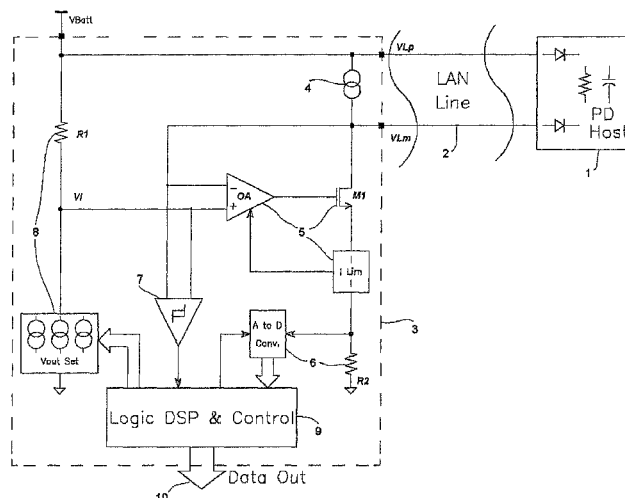 VBatt
VLp
4
LAN
Line
PD
Host
1
R1
VLm
2
8
VI
OA
M1
5
I Lim
7
3
A to D
Conv.
6
R2
Vout Set
Logic DSP & Control
9
10
Data Out